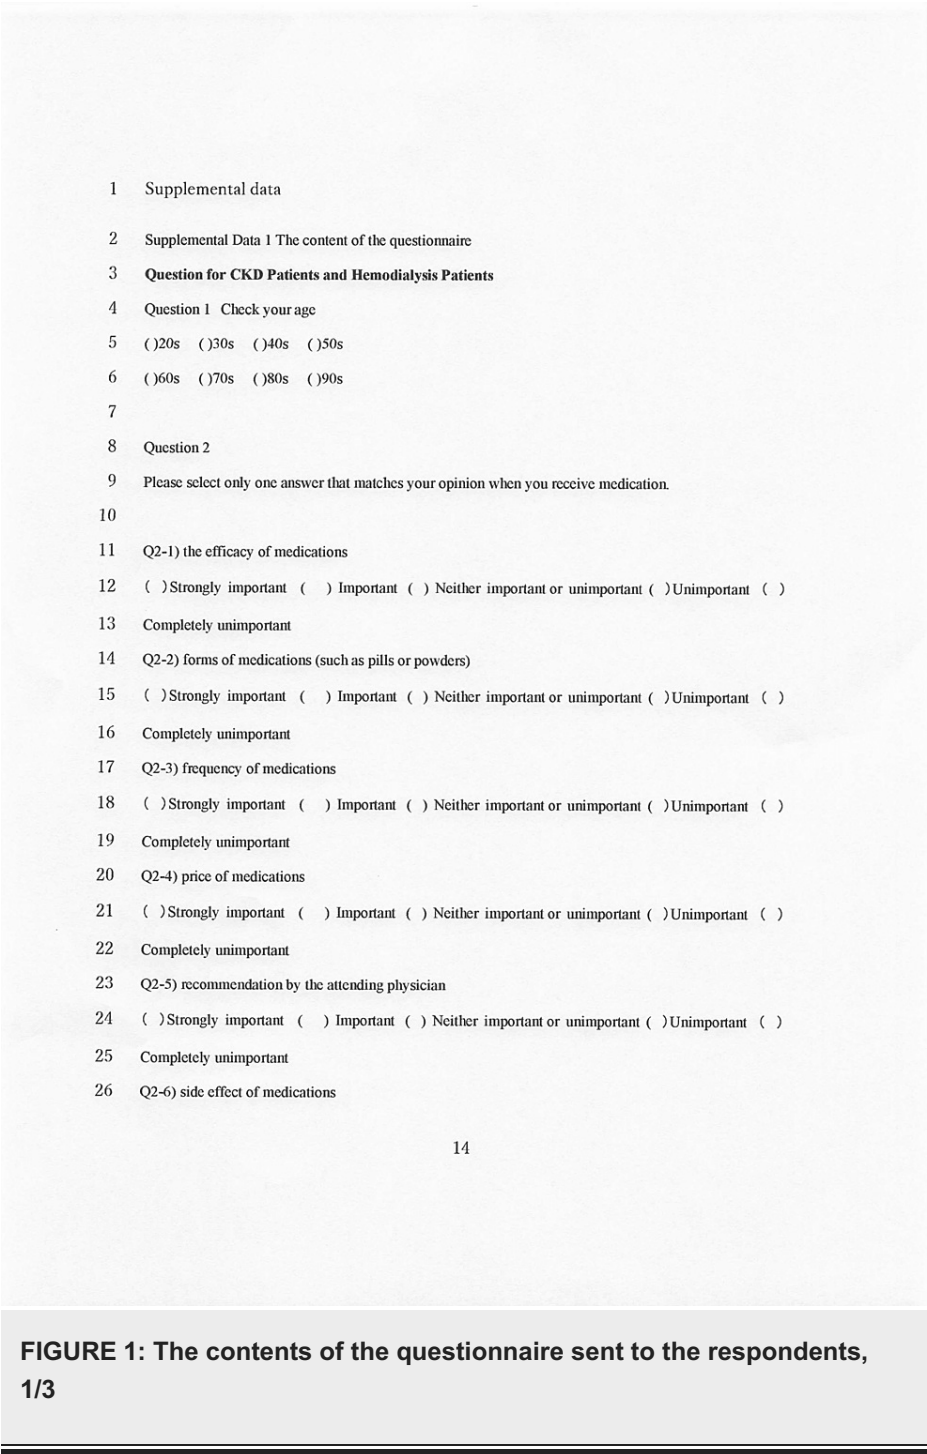 1 Supplemental data
2 Supplemental Data 1 The content of the questionnaire
3 Question for CKD Patients and Hemodialysis Patients
4 Question 1 Check your age
5 ( )20s ( )30s ( )40s ( )50s
6 ( )60s ( )70s ( )80s ( )90s
7
8 Question 2
9 Please select only one answer that matches your opinion when you receive medication.
10
11 Q2-1) the efficacy of medications
12 ( )Strongly important ( ) Important ( ) Neither important or unimportant ( )Unimportant ( )
13 Completely unimportant
14 Q2-2) forms of medications (such as pills or powders)
15 ( )Strongly important ( ) Important ( ) Neither important or unimportant ( )Unimportant ( )
16 Completely unimportant
17 Q2-3) frequency of medications
18 ( )Strongly important ( ) Important ( ) Neither important or unimportant ( )Unimportant ( )
19 Completely unimportant
20 Q2-4) price of medications
21 ( )Strongly important ( ) Important ( ) Neither important or unimportant ( )Unimportant ( )
22 Completely unimportant
23 Q2-5) recommendation by the attending physician
24 ( )Strongly important ( ) Important ( ) Neither important or unimportant ( )Unimportant ( )
25 Completely unimportant
26 Q2-6) side effect of medications
14
FIGURE 1: The contents of the questionnaire sent to the respondents,
1/3